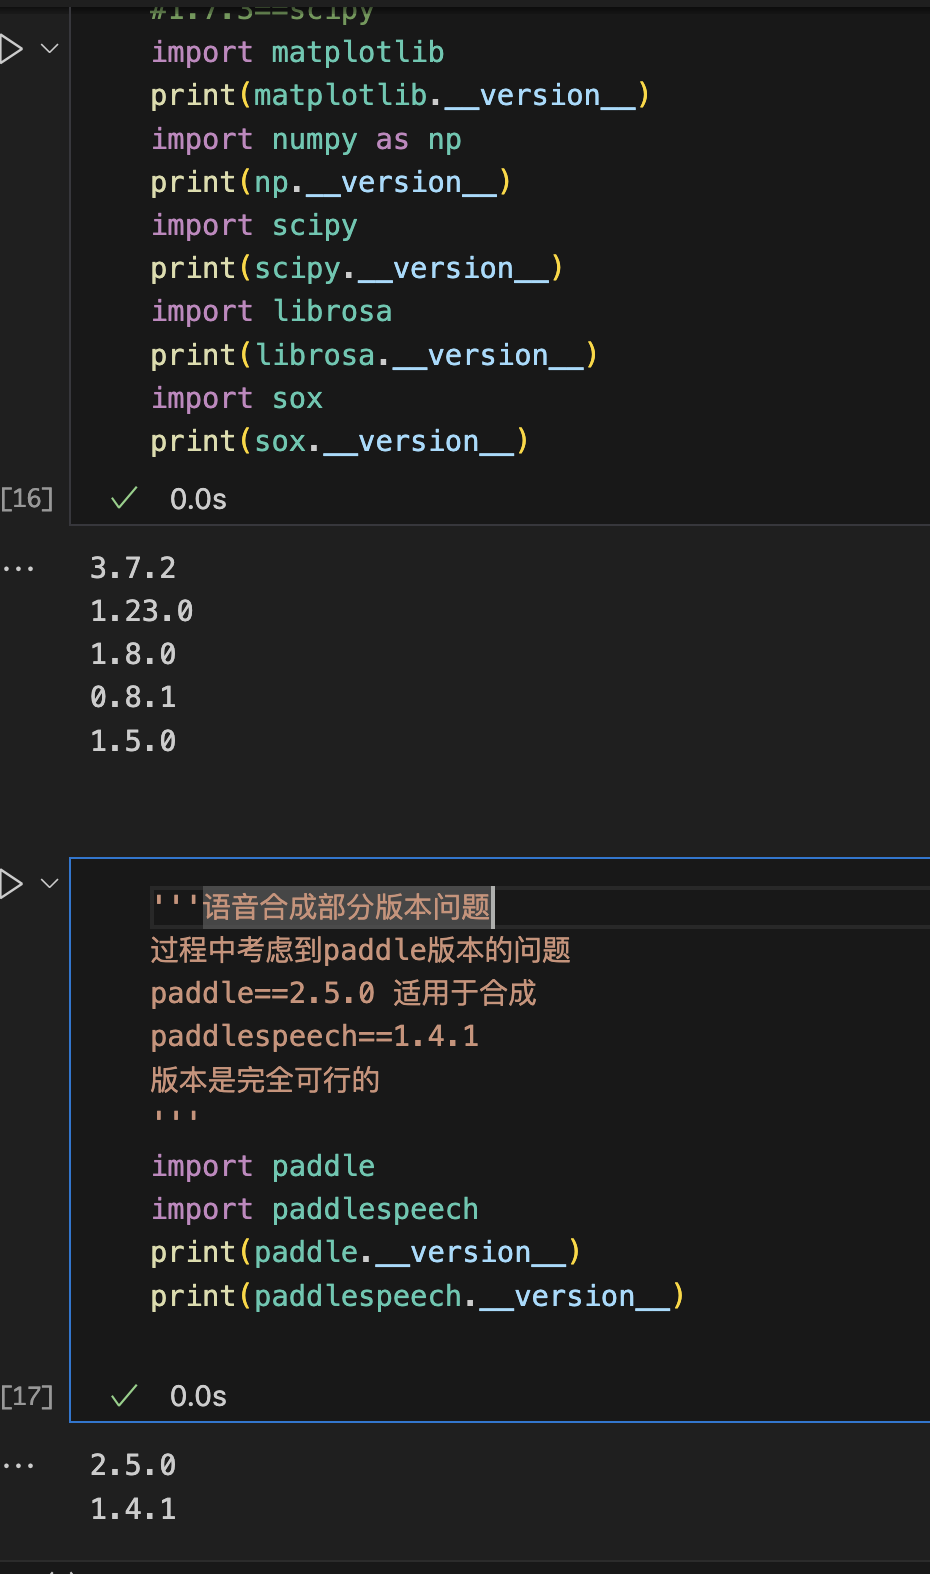 #1.7.3==scipy
import matplotlib
print(matplotlib.__version__)
import numpy as np
print(np.__version__)
import scipy
print(scipy.__version__)
import librosa
print(librosa.__version__)
import sox
print(sox.__version__)
[16]
0.0s
3.7.2
1.23.0
1.8.0
0.8.1
1.5.0
'''语音合成部分版本问题
过程中考虑到paddle版本的问题
paddle==2.5.0 适用于合成
paddlespeech==1.4.1
版本是完全可行的
'''
import paddle
import paddlespeech
print(paddle.__version__)
print(paddlespeech.__version__)
[17]
0.0s
2.5.0
1.4.1